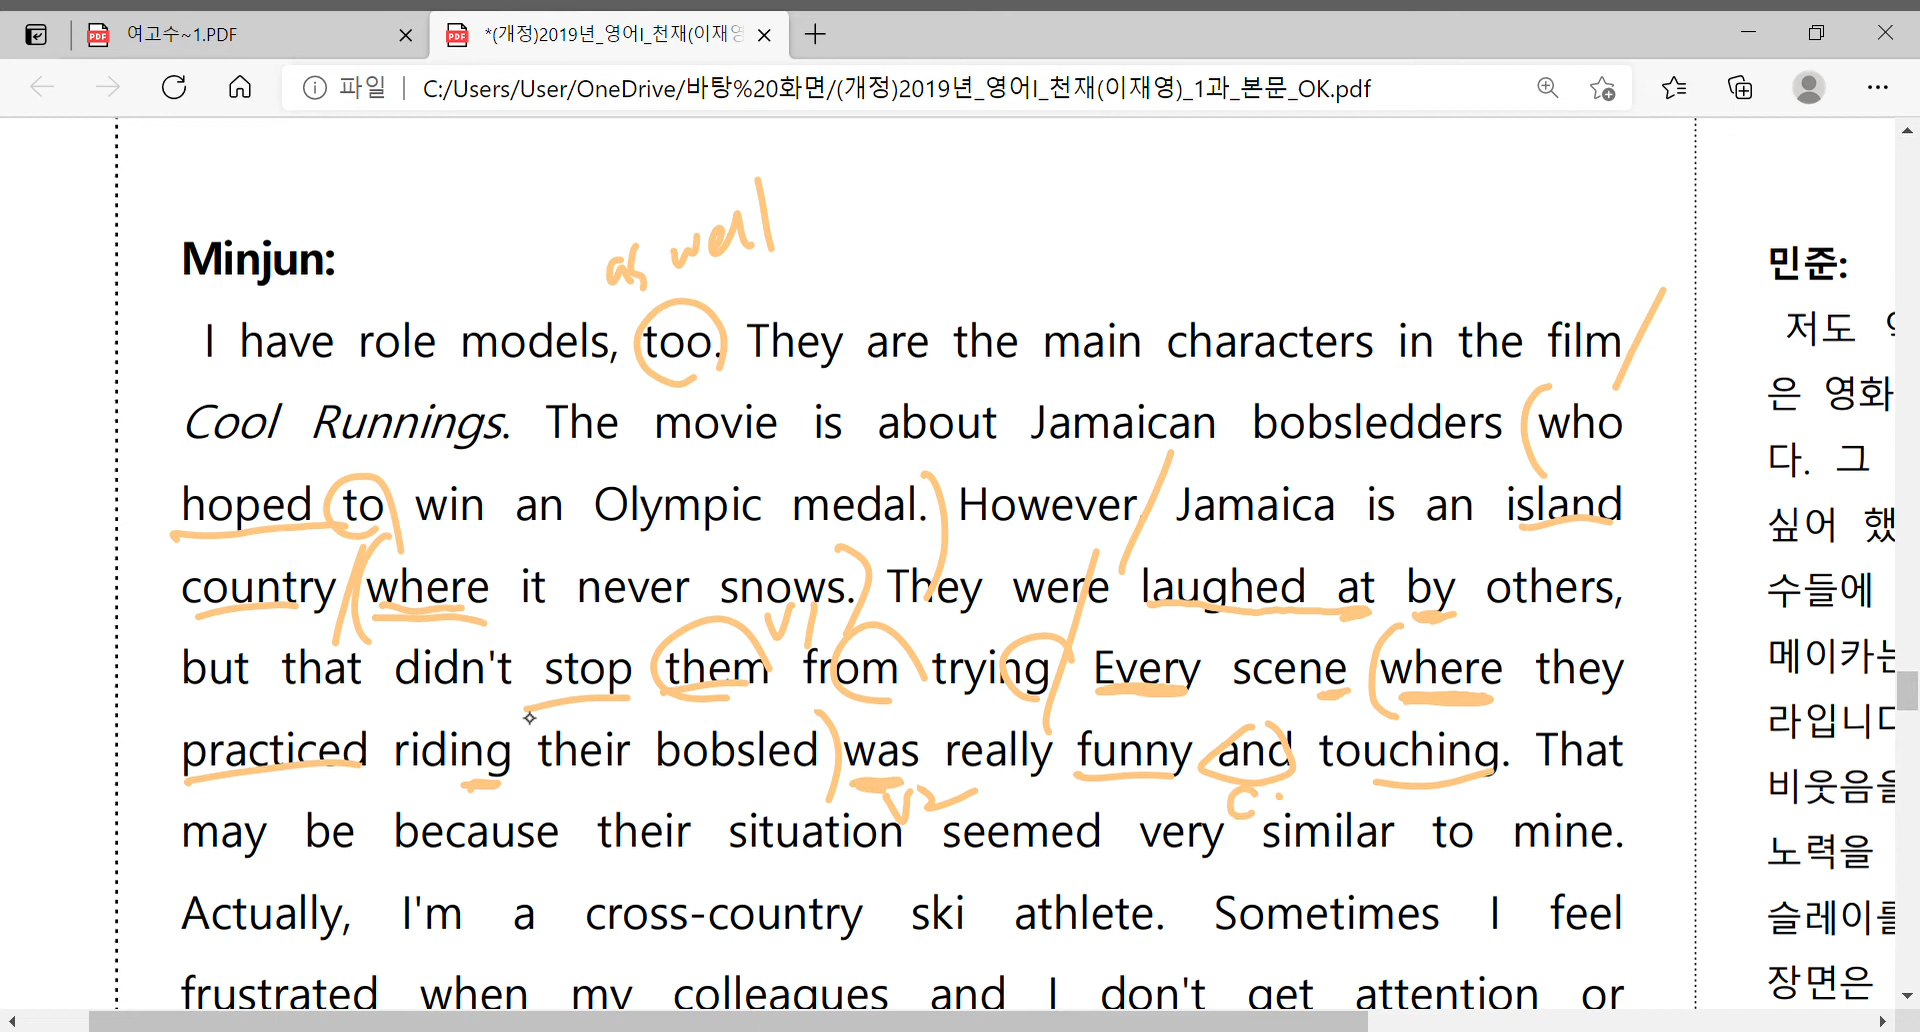 여고수~1.PDF
*(개정)2019년_영어I_천재(이재영
파일
C:/Users/User/OneDrive/바탕%20화면/(개정)2019년_영어I_천재(이재영)_1과_본문_OK.pdf
as well
Minjun:
I have role models, too. They are the main characters in the film
Cool Runnings. The movie is about Jamaican bobsledders who
hoped to win an Olympic medal. However, Jamaica is an island
country where it never snows. They were laughed at by others,
V1
but that didn't stop them from trying. Every scene where they
practiced riding their bobsled was really funny and touching. That
V2
C.
may be because their situation seemed very similar to mine.
Actually, I'm a cross-country ski athlete. Sometimes I feel
frustrated when my colleagues and I don't get attention or
민준:
저도
은 영화
다. 그
싶어 했
수들에
메이카는
라입니다
비웃음을
노력을
슬레이를
장면은